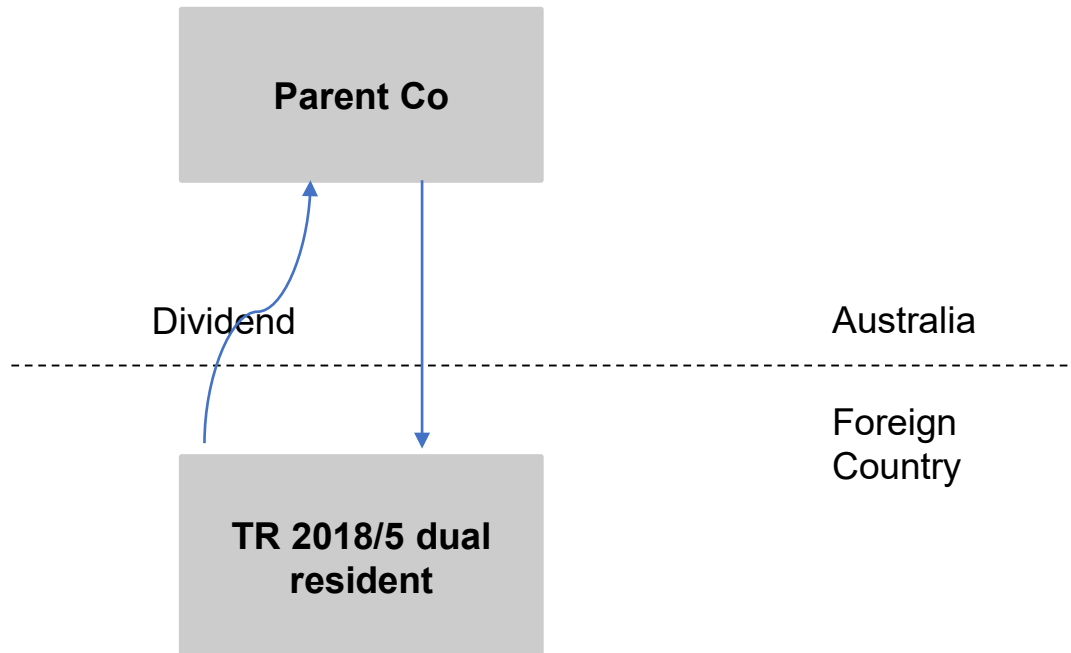 Parent Co
Dividend
Australia
Foreign
Country
TR 2018/5 dual
resident